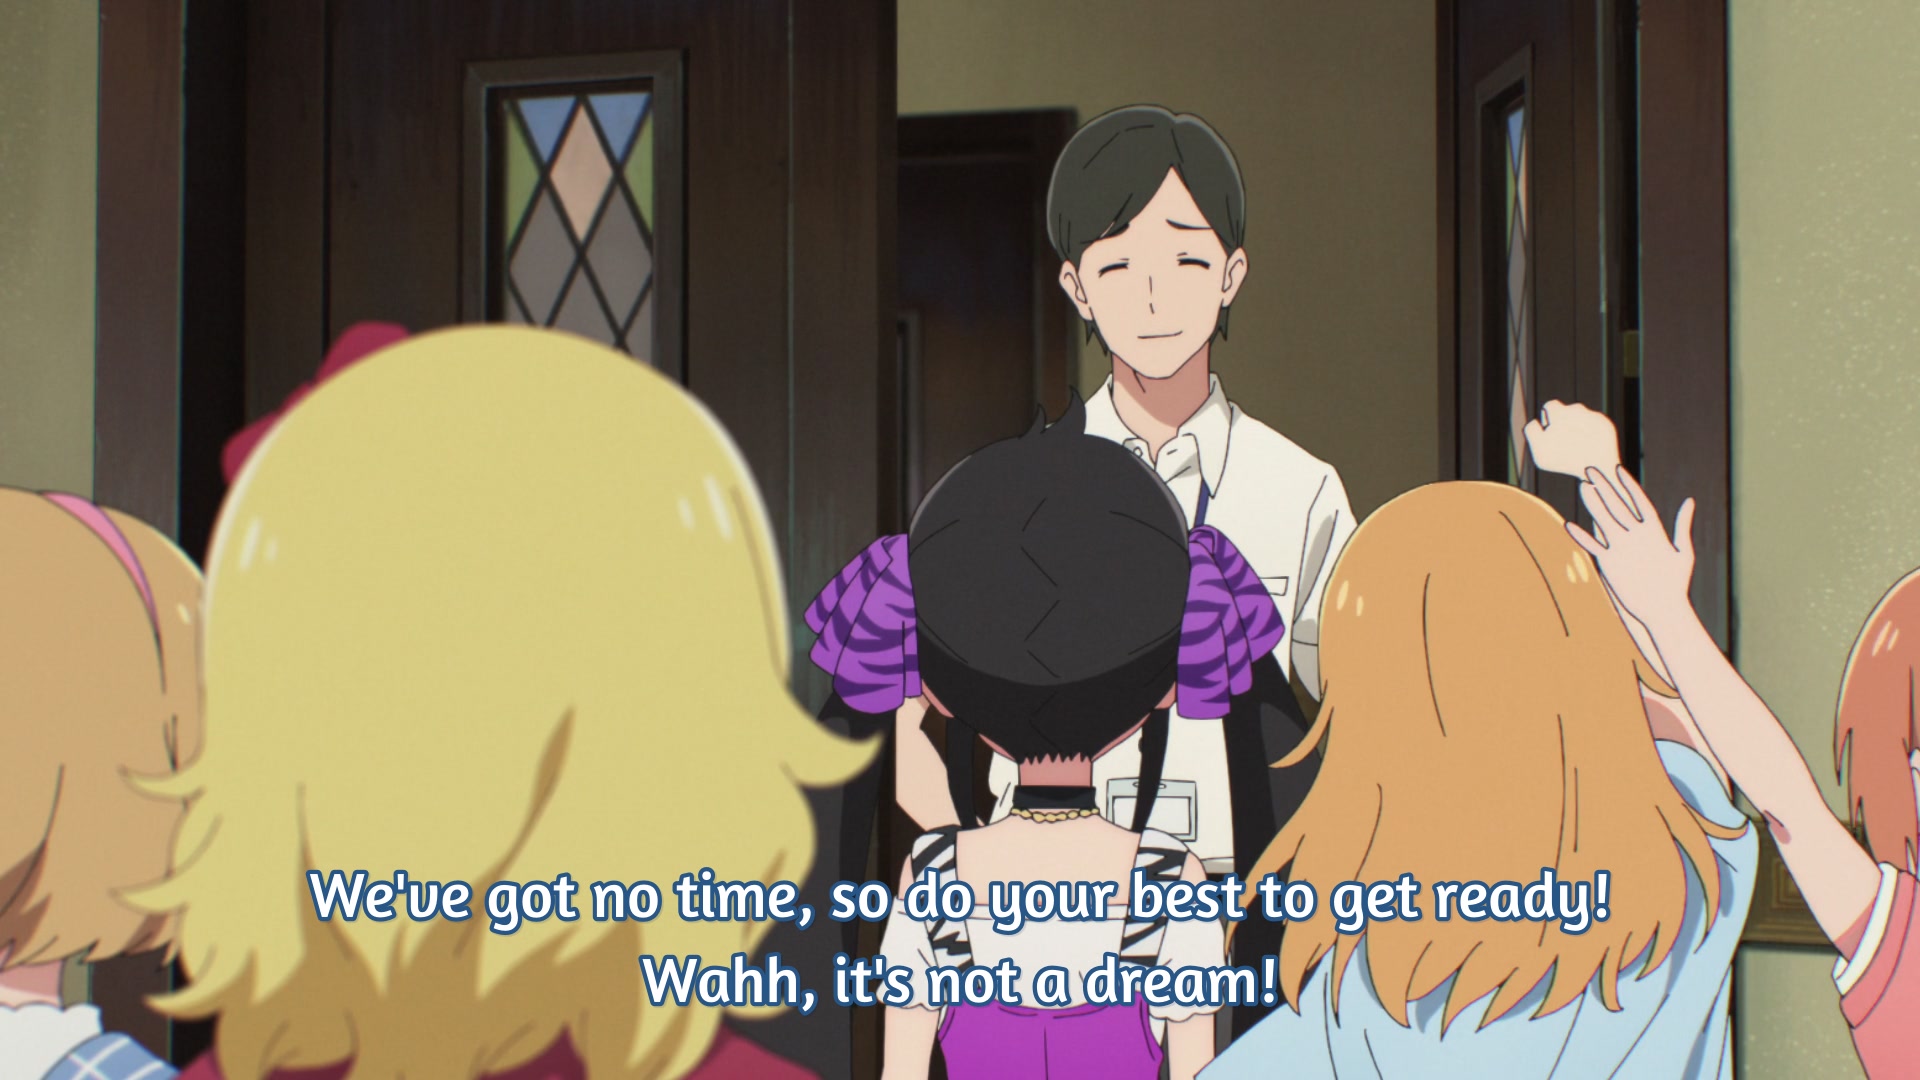 We've got no time, so do your best to get ready!
Wahh, it's not a dream!